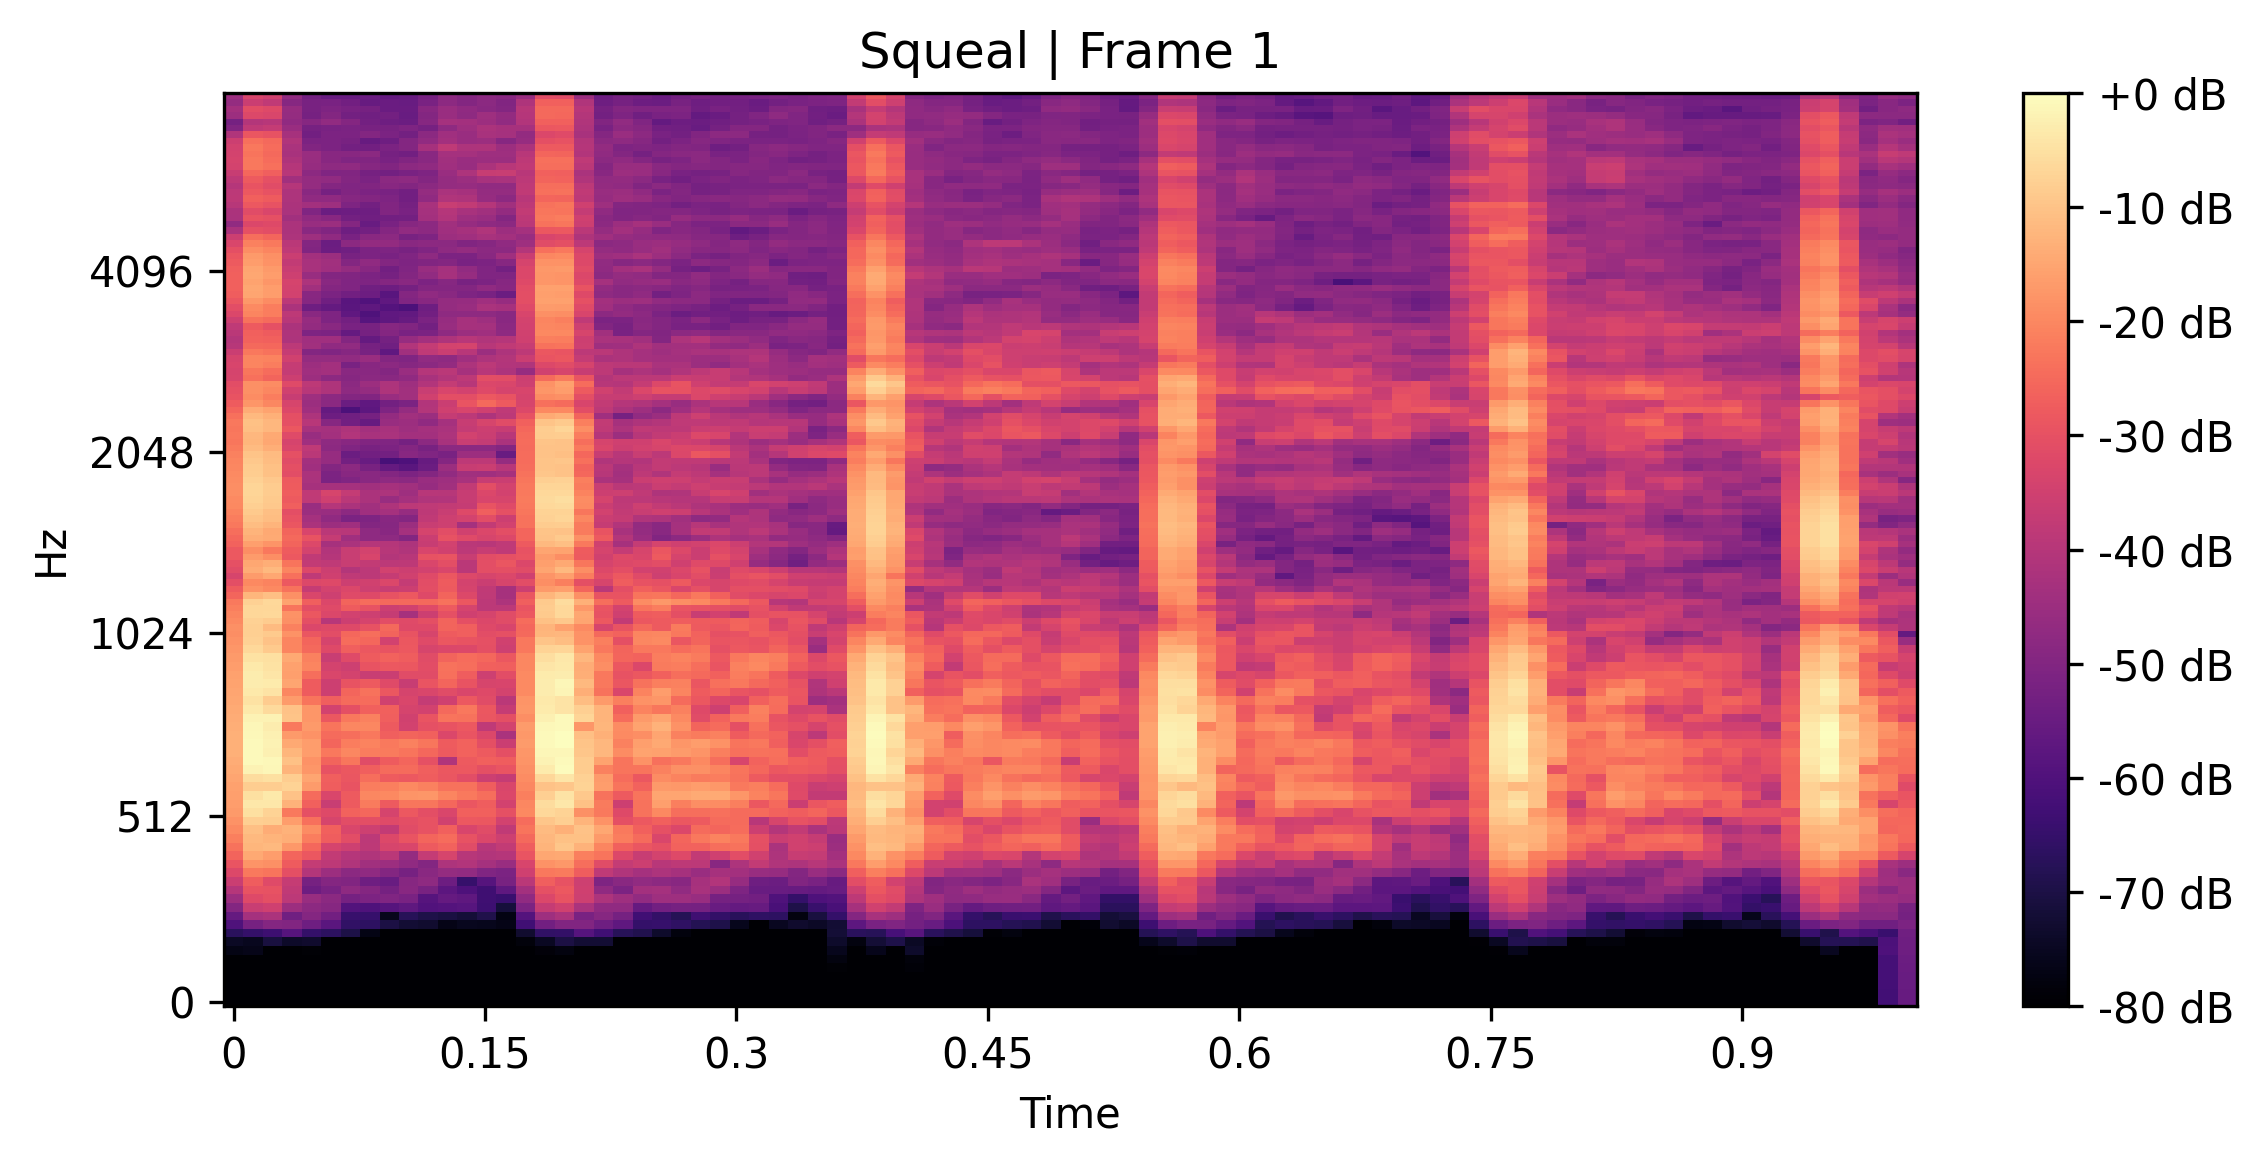 Squeal | Frame 1
Hz
4096
2048
1024
512
0
0 0.15 0.3 0.45 0.6 0.75 0.9
Time
+0 dB
-10 dB
-20 dB
-30 dB
-40 dB
-50 dB
-60 dB
-70 dB
-80 dB